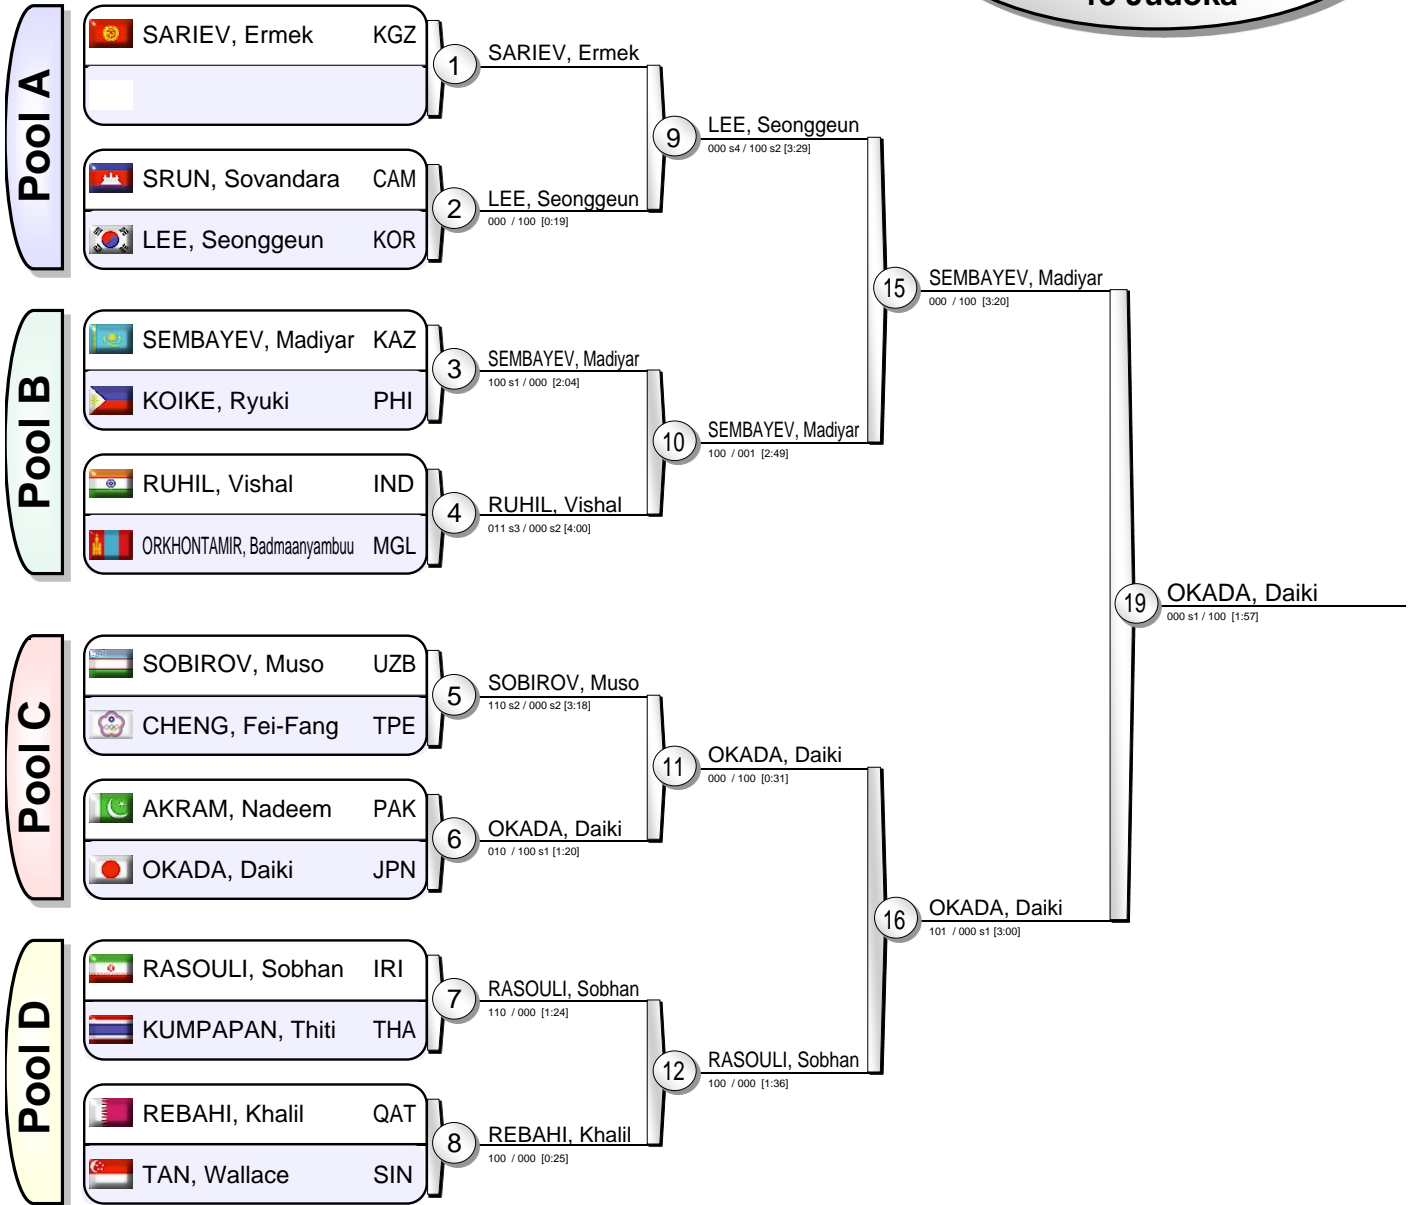 15 Judoka
Pool A
SARIEV, Ermek KGZ
SRUN, Sovandara CAM
LEE, Seonggeun KOR
1
SARIEV, Ermek
2
LEE, Seonggeun
000 / 100 [0:19]
9
LEE, Seonggeun
000 s4 / 100 s2 [3:29]
Pool B
SEMBAYEV, Madiyar KAZ
KOIKE, Ryuki PHI
RUHIL, Vishal IND
ORKHONTAMIR, Badmaanyambuu MGL
3
SEMBAYEV, Madiyar
100 s1 / 000 [2:04]
4
RUHIL, Vishal
011 s3 / 000 s2 [4:00]
10
SEMBAYEV, Madiyar
100 / 001 [2:49]
15
SEMBAYEV, Madiyar
000 / 100 [3:20]
Pool C
SOBIROV, Muso UZB
CHENG, Fei-Fang TPE
AKRAM, Nadeem PAK
OKADA, Daiki JPN
5
SOBIROV, Muso
110 s2 / 000 s2 [3:18]
6
OKADA, Daiki
010 / 100 s1 [1:20]
11
OKADA, Daiki
000 / 100 [0:31]
Pool D
RASOULI, Sobhan IRI
KUMPAPAN, Thiti THA
REBAHI, Khalil QAT
TAN, Wallace SIN
7
RASOULI, Sobhan
110 / 000 [1:24]
8
REBAHI, Khalil
100 / 000 [0:25]
12
RASOULI, Sobhan
100 / 000 [1:36]
16
OKADA, Daiki
101 / 000 s1 [3:00]
19
OKADA, Daiki
000 s1 / 100 [1:57]